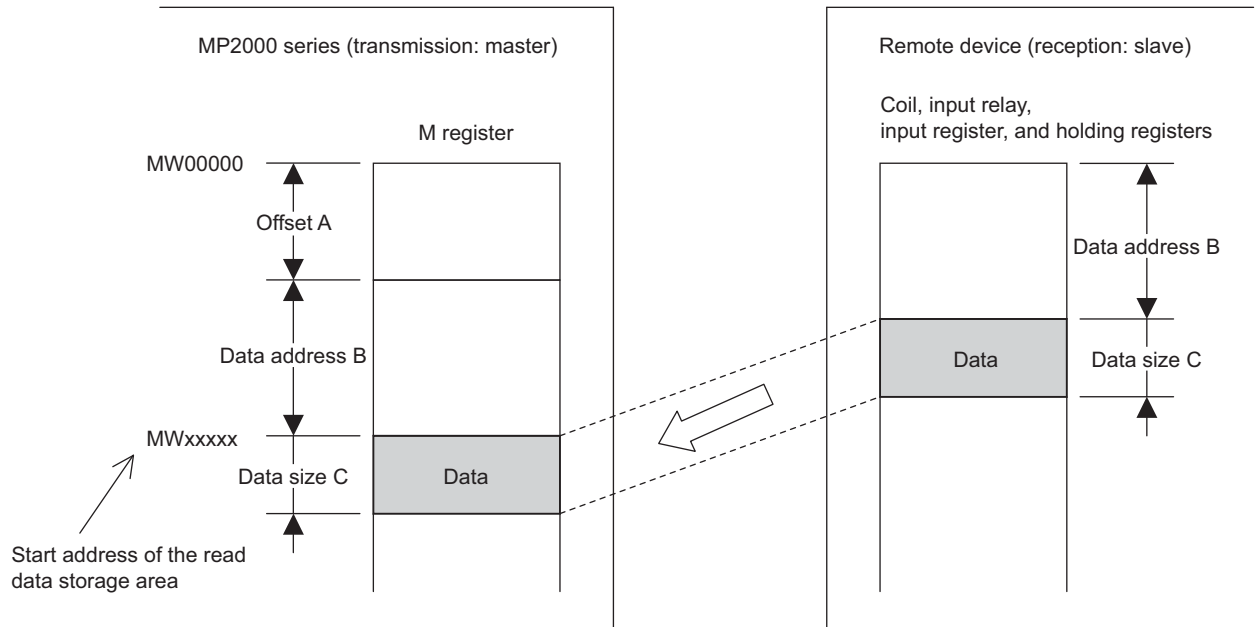 MP2000 series (transmission: master)
M register
MW00000
Offset A
Data address B
MWxxxxx
Data size C
Data
Start address of the read
data storage area
Remote device (reception: slave)
Coil, input relay,
input register, and holding registers
Data address B
Data
Data size C